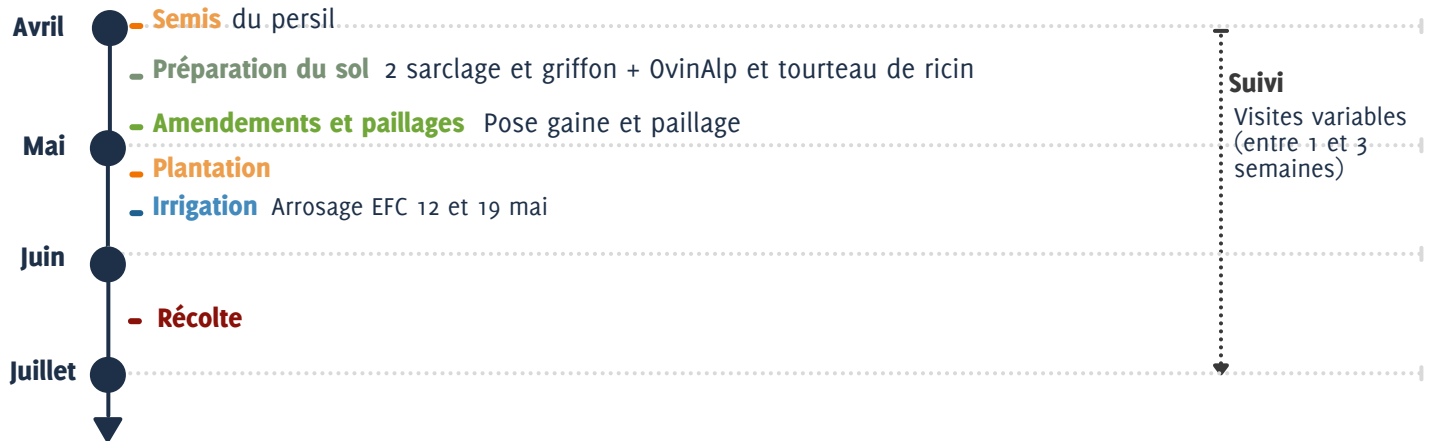 Avril
Semis du persil
Préparation du sol 2 sarclage et griffon + OvinAlp et tourteau de ricin
Suivi
Visites variables
(entre 1 et 3
semaines)
Amendements et paillages Pose gaine et paillage
Mai
Plantation
Irrigation Arrosage EFC 12 et 19 mai
Juin
Récolte
Juillet